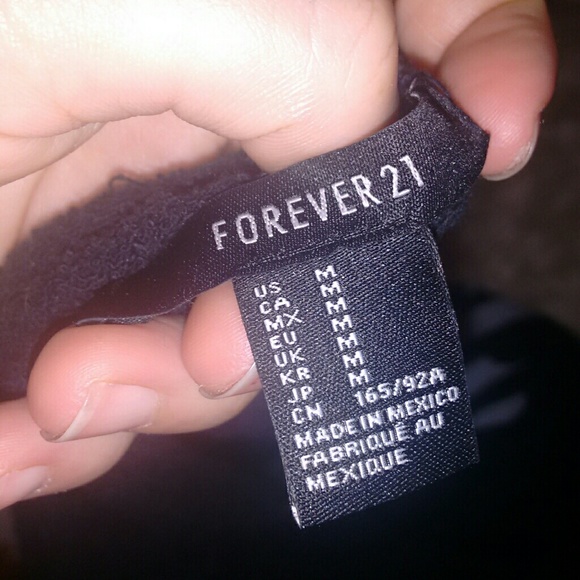 FOREVER 21
US M
CA M
MX M
EU M
UK M
KR M
JP M
CN 165/92A
MADE IN MEXICO
FABRIQUÉ AU
MEXIQUE